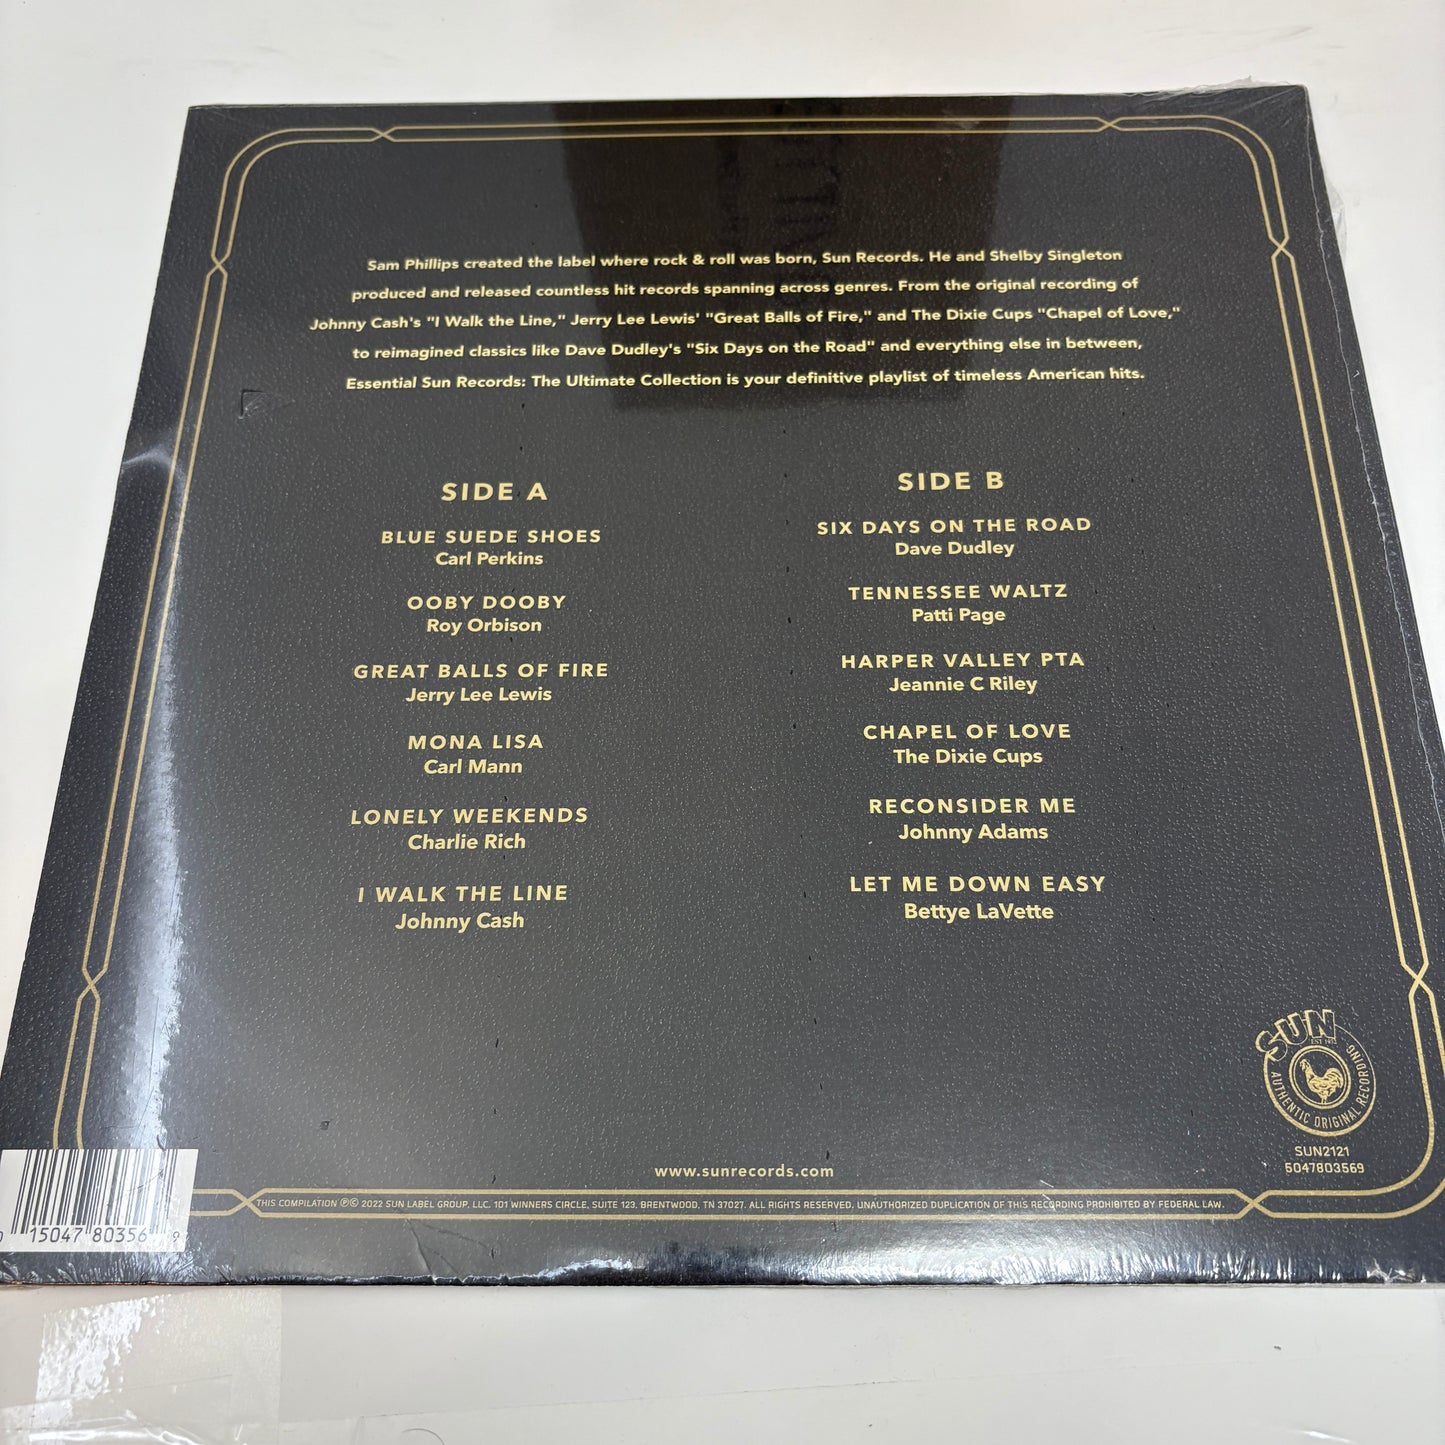 Sam Phillips created the label where rock & roll was born, Sun Records. He and Shelby Singleton
produced and released countless hit records spanning across genres. From the original recording of
Johnny Cash's "I Walk the Line," Jerry Lee Lewis' "Great Balls of Fire," and The Dixie Cups "Chapel of Love,"
to reimagined classics like Dave Dudley's "Six Days on the Road" and everything else in between,
Essential Sun Records: The Ultimate Collection is your definitive playlist of timeless American hits.
SIDE A
BLUE SUEDE SHOES
Carl Perkins
OOBY DOOBY
Roy Orbison
GREAT BALLS OF FIRE
Jerry Lee Lewis
MONA LISA
Carl Mann
LONELY WEEKENDS
Charlie Rich
I WALK THE LINE
Johnny Cash
SIDE B
SIX DAYS ON THE ROAD
Dave Dudley
TENNESSEE WALTZ
Patti Page
HARPER VALLEY PTA
Jeannie C Riley
CHAPEL OF LOVE
The Dixie Cups
RECONSIDER ME
Johnny Adams
LET ME DOWN EASY
Bettye LaVette
SUN
EST 1952
AUTHENTIC ORIGINAL RECORDING
SUN2121
5047803569
www.sunrecords.com
THIS COMPILATION ℗© 2022 SUN LABEL GROUP, LLC. 101 WINNERS CIRCLE, SUITE 123, BRENTWOOD, TN 37027. ALL RIGHTS RESERVED. UNAUTHORIZED DUPLICATION OF THIS RECORDING PROHIBITED BY FEDERAL LAW.
0 15047 80356 9